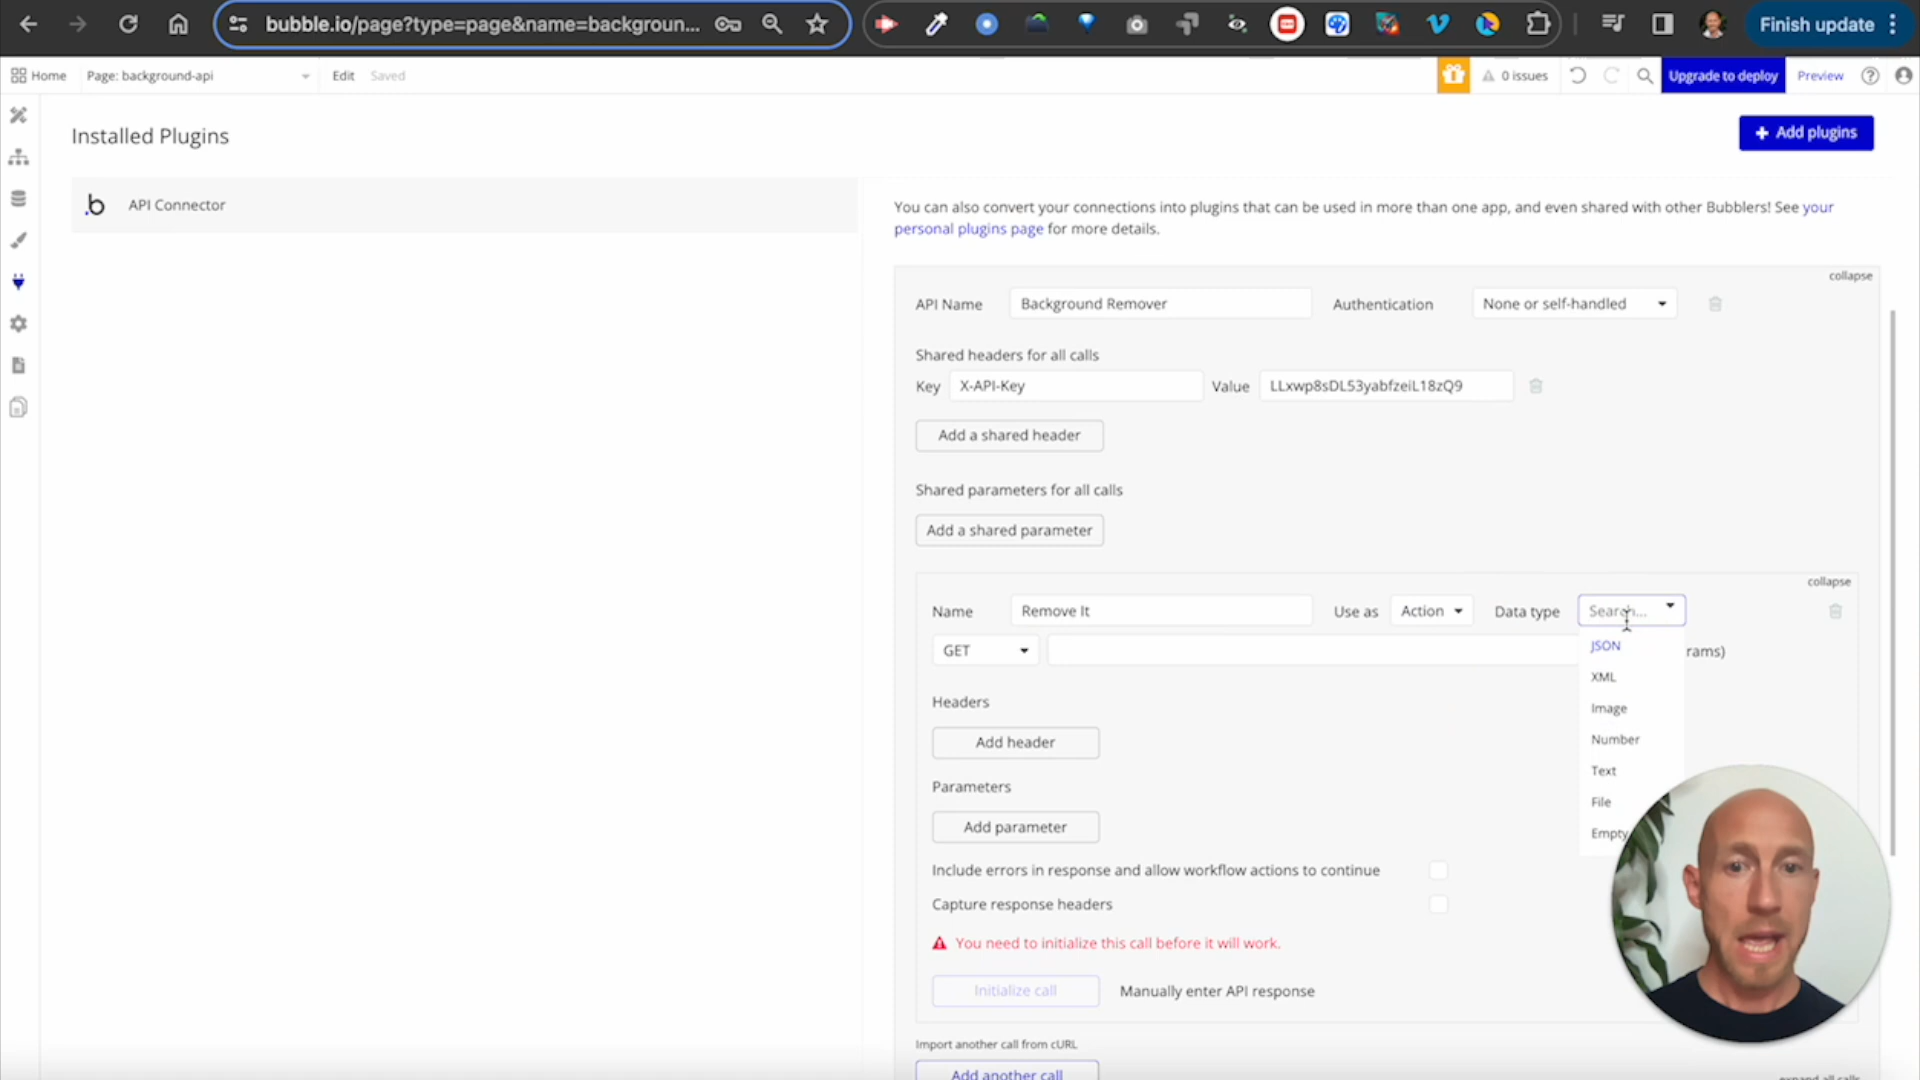 bubble.io/page?type=page&name=backgroun...
Finish update
Home
Page: background-api
Edit
Saved
0 issues
Upgrade to deploy
Preview
Installed Plugins
+ Add plugins
b
API Connector
You can also convert your connections into plugins that can be used in more than one app, and even shared with other Bubblers! See your
personal plugins page for more details.
collapse
API Name
Background Remover
Authentication
None or self-handled
Shared headers for all calls
Key
X-API-Key
Value
LLxwp8sDL53yabfzeiL18zQ9
Add a shared header
Shared parameters for all calls
Add a shared parameter
collapse
Name
Remove It
Use as
Action
Data type
Search...
GET
rams)
JSON
XML
Image
Number
Text
File
Empty
Headers
Add header
Parameters
Add parameter
Include errors in response and allow workflow actions to continue
Capture response headers
You need to initialize this call before it will work.
Initialize call
Manually enter API response
Import another call from cURL
Add another call
expand all calls